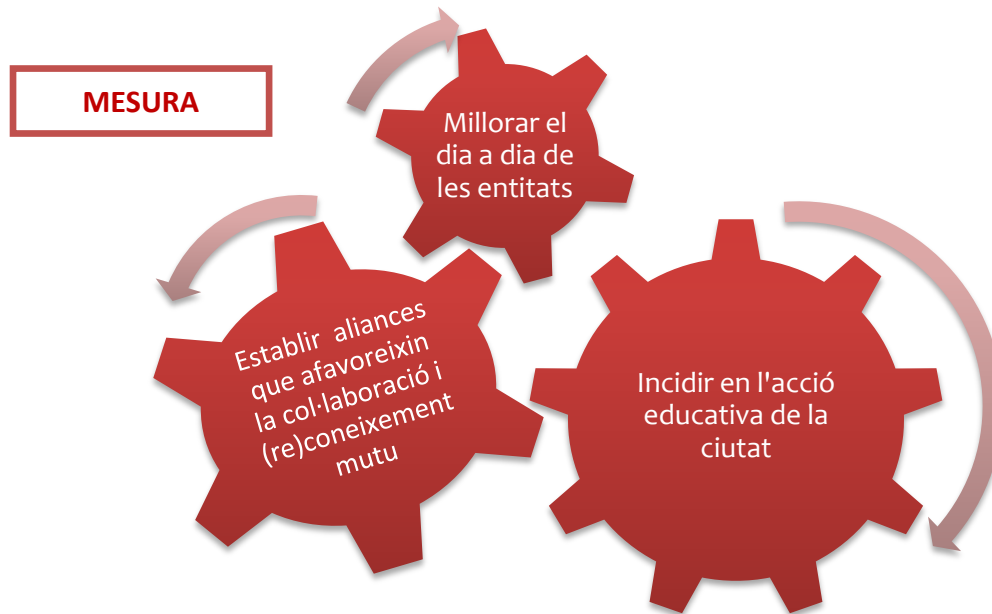 MESURA
Millorar el
dia a dia de
les entitats
Establir aliances
que afavoreixin
la col·laboració i
(re)coneixement
mutu
Incidir en l'acció
educativa de la
ciutat